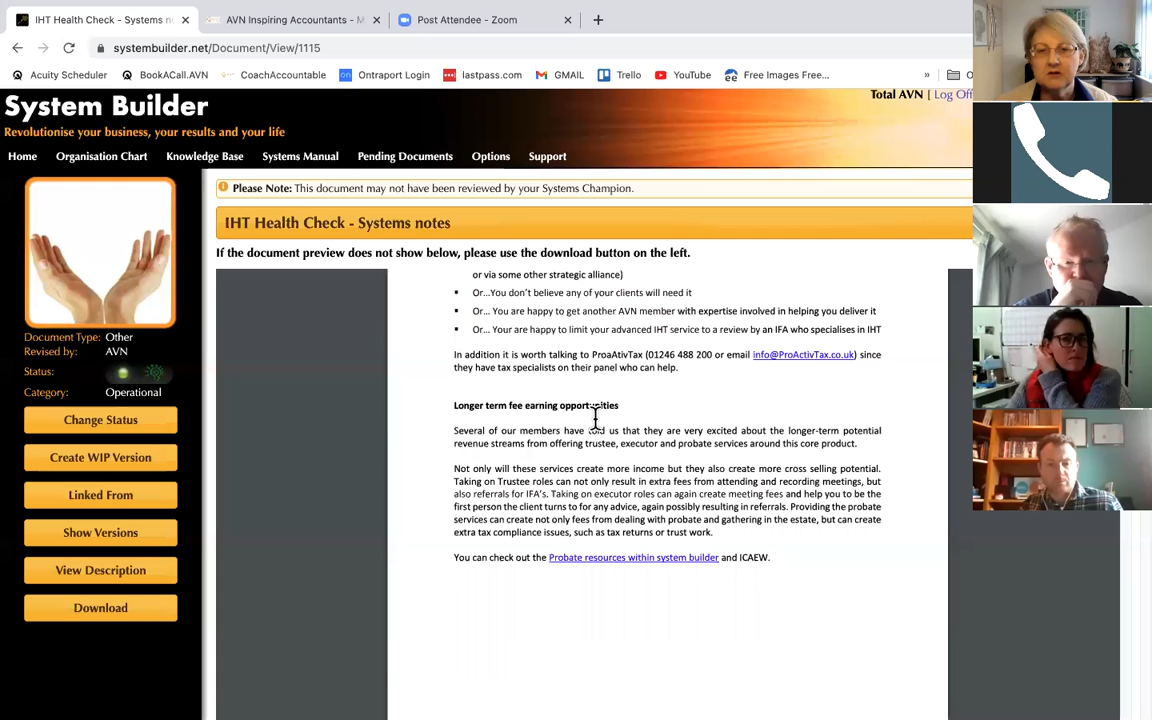 IHT Health Check - Systems no
AVN Inspiring Accountants - M
Post Attendee - Zoom
systembuilder.net/Document/View/1115
Acuity Scheduler
BookACall.AVN
CoachAccountable
Ontraport Login
lastpass.com
GMAIL
Trello
YouTube
Free Images Free...
»
System Builder
Total AVN | Log Off
Revolutionise your business, your results and your life
Home Organisation Chart Knowledge Base Systems Manual Pending Documents Options Support
Please Note: This document may not have been reviewed by your Systems Champion.
IHT Health Check - Systems notes
If the document preview does not show below, please use the download button on the left.
Document Type: Other
Revised by: AVN
Status:
Category: Operational
Change Status
Create WIP Version
Linked From
Show Versions
View Description
Download
or via some other strategic alliance)
▪ Or...You don't believe any of your clients will need it
▪ Or... You are happy to get another AVN member with expertise involved in helping you deliver it
▪ Or... Your are happy to limit your advanced IHT service to a review by an IFA who specialises in IHT
In addition it is worth talking to ProaAtivTax (01246 488 200 or email info@ProActivTax.co.uk) since
they have tax specialists on their panel who can help.
Longer term fee earning opportunities
Several of our members have told us that they are very excited about the longer-term potential
revenue streams from offering trustee, executor and probate services around this core product.
Not only will these services create more income but they also create more cross selling potential.
Taking on Trustee roles can not only result in extra fees from attending and recording meetings, but
also referrals for IFA's. Taking on executor roles can again create meeting fees and help you to be the
first person the client turns to for any advice, again possibly resulting in referrals. Providing the probate
services can create not only fees from dealing with probate and gathering in the estate, but can create
extra tax compliance issues, such as tax returns or trust work.
You can check out the Probate resources within system builder and ICAEW.